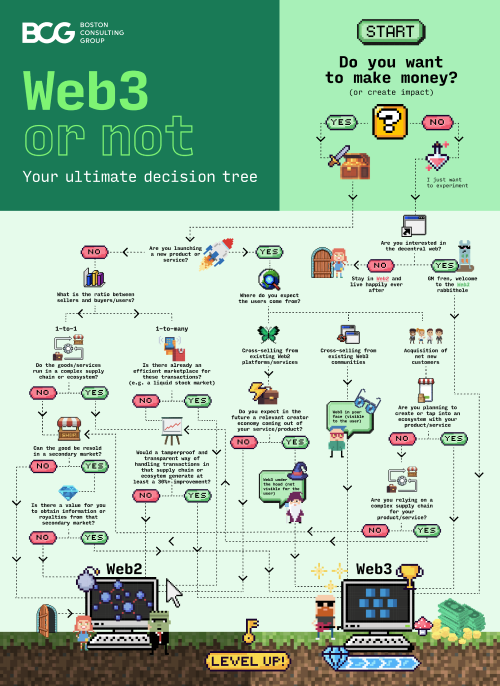 BCG
BOSTON
CONSULTING
GROUP
Web3
or not
Your ultimate decision tree
START
Do you want
to make money?
(or create impact)
YES
NO
I just want
to experiment
Are you launching
a new product or
service?
NO
YES
Are you interested in
the decentral web?
NO
YES
Stay in Web2 and
live happily ever
after
GM fren, welcome
to the Web3
rabbithole
What is the ratio between
sellers and buyers/users?
Where do you expect
the users come from?
1-to-1
1-to-many
Do the goods/services
run in a complex supply
chain or ecosystem?
NO
YES
Is there already an
efficient marketplace for
these transactions?
(e.g. a liquid stock market)
NO
YES
Cross-selling from
existing Web2
platforms/services
Cross-selling from
existing Web3
communities
Acquisition of
net new
customers
Do you expect in the
future a relevant creator
economy coming out of
your service/product?
NO
YES
Web3 in your
face (visible
to the user)
Are you planning to
create or tap into an
ecosystem with your
product/service
NO
YES
Can the good be resold
in a secondary market?
NO
YES
Would a tamperproof and
transparent way of
handling transactions in
that supply chain or
ecosystem generate at
least a 30%+ improvement?
NO
YES
Web3 under
the hood (not
visible for the
user)
Is there a value for you
to obtain information or
royalties from that
secondary market?
NO
YES
Are you relying on a
complex supply chain
for your
product/service?
NO
YES
Web2
Web3
LEVEL UP!